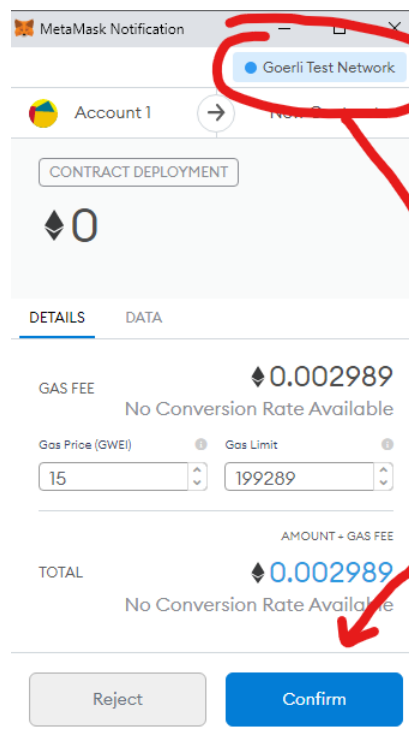 MetaMask Notification
Goerli Test Network
Account 1
CONTRACT DEPLOYMENT
0
DETAILS DATA
GAS FEE 0.002989
No Conversion Rate Available
Gas Price (GWEI) Gas Limit
15 199289
AMOUNT + GAS FEE
TOTAL 0.002989
No Conversion Rate Available
Reject Confirm